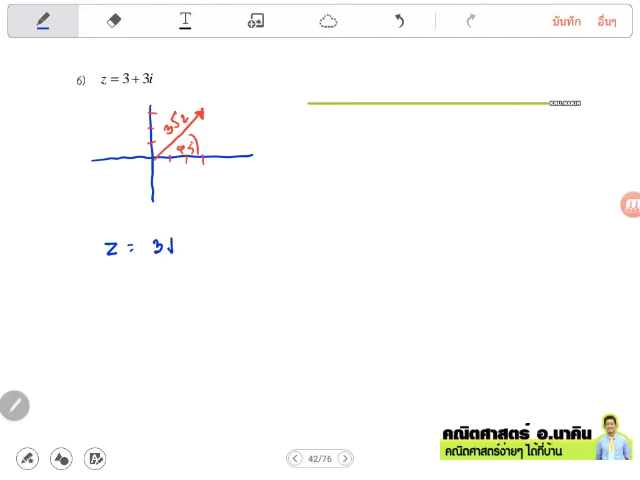 T
บันทึก อื่นๆ
6) z = 3 + 3i
KRU.NAKIN
3√2
45
z = 3√
42/76
คณิตศาสตร์ อ.นาคิน
คณิตศาสตร์ง่ายๆ ได้ที่บ้าน